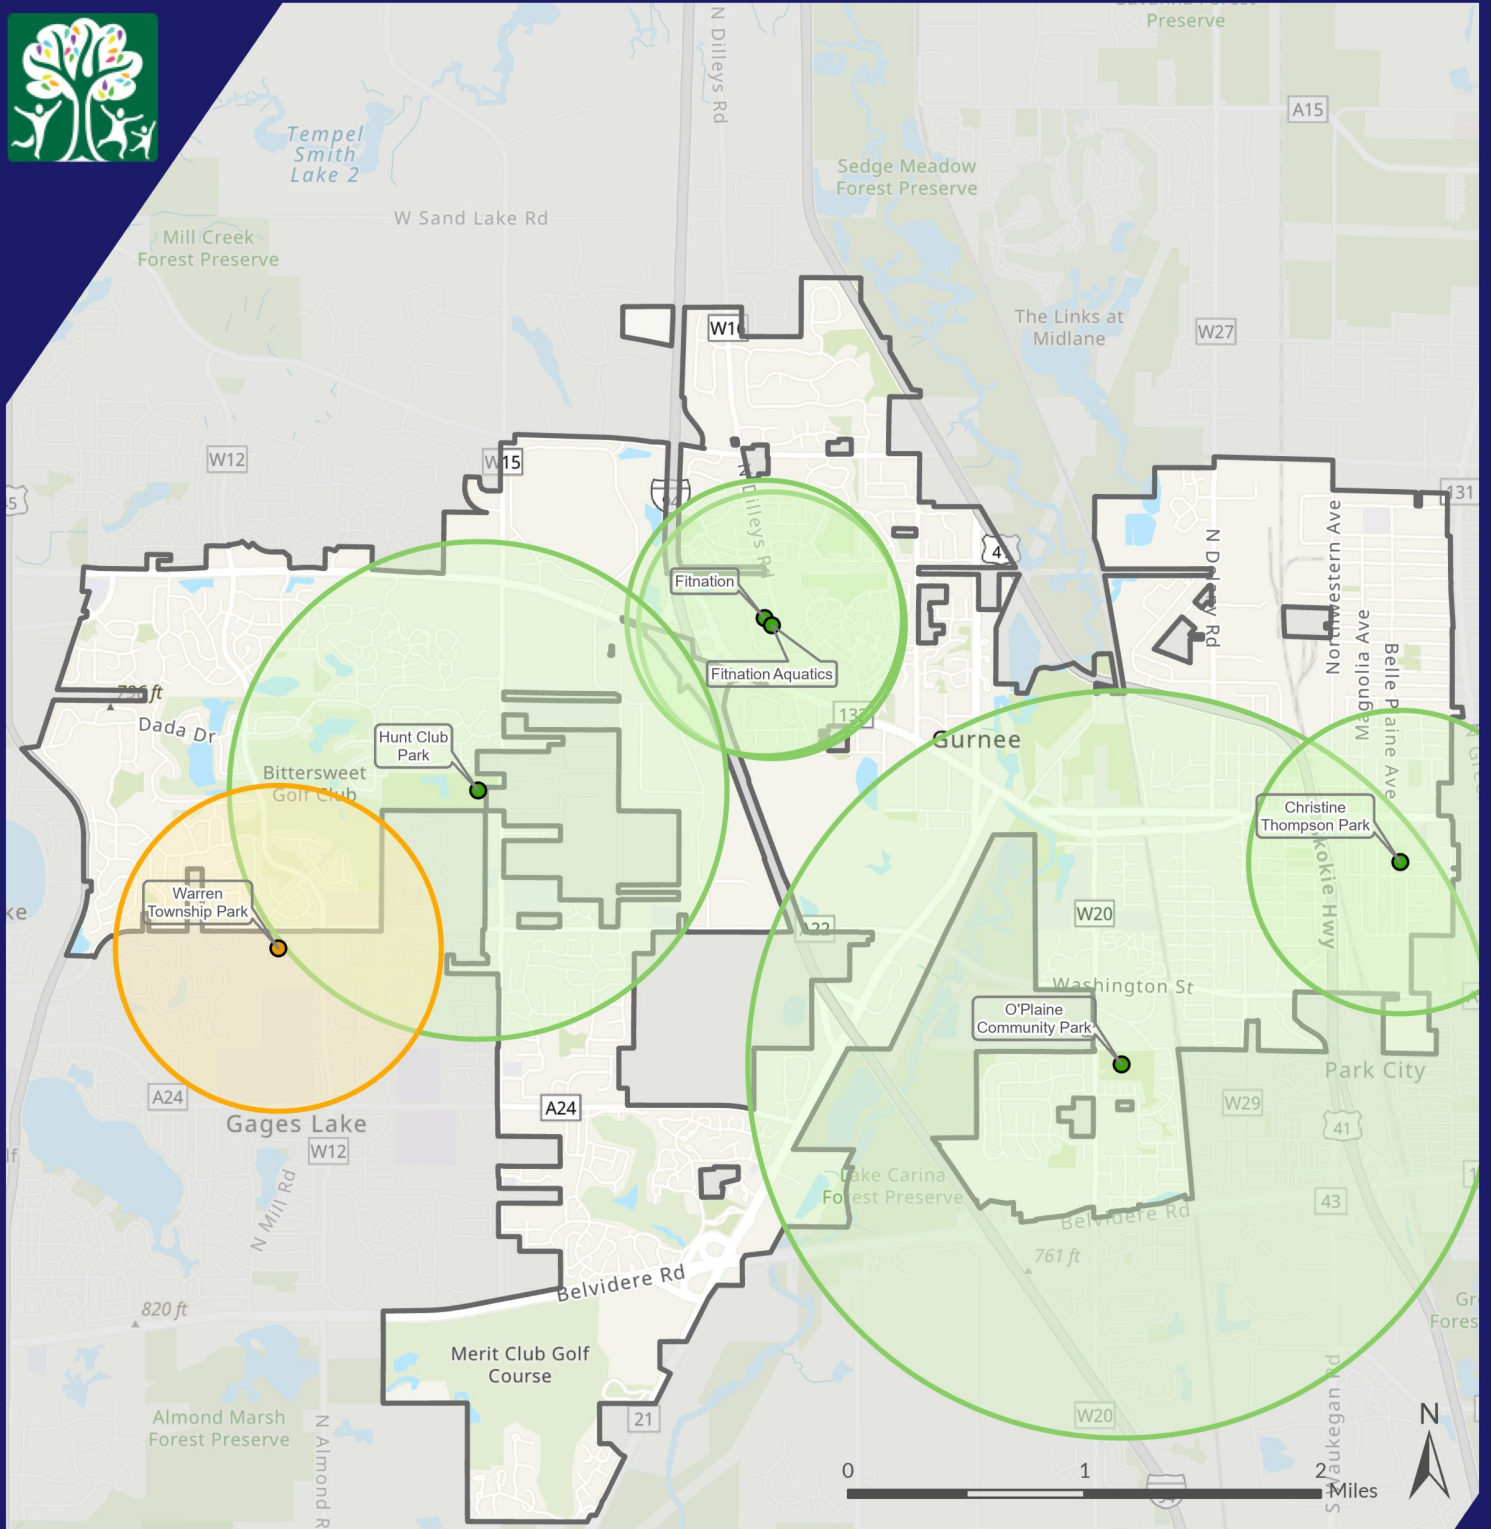 Preserve
N Dilleys Rd
A15
Tempel
Smith
Lake 2
Sedge Meadow
Forest Preserve
W Sand Lake Rd
Mill Creek
Forest Preserve
The Links at
Midlane
W27
W12
W15
131
N Dilleys Rd
Northwestern Ave
Fitnation
Magnolia Ave
Belle Plaine Ave
Fitnation Aquatics
Dada Dr
Gurnee
Hunt Club
Park
Bittersweet
Golf Club
Christine
Thompson Park
Warren
Township Park
W20
A22
Washington St
O'Plaine
Community Park
Park City
A24
A24
W29
Gages Lake
W12
41
Lake Carina
Forest Preserve
43
Belvidere Rd
N Mill Rd
761 ft
Belvidere Rd
820 ft
Merit Club Golf
Course
Almond Marsh
Forest Preserve
21
W20
N
0
1
2
Miles